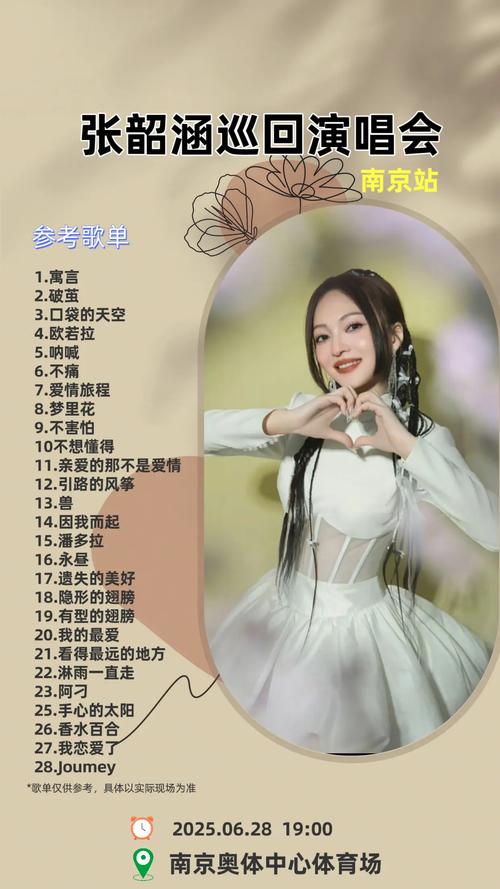 张韶涵巡回演唱会
南京站
参考歌单
1.寓言
2.破茧
3.口袋的天空
4.欧若拉
5.呐喊
6.不痛
7.爱情旅程
8.梦里花
9.不害怕
10不想懂得
11.亲爱的那不是爱情
12.引路的风筝
13.兽
14.因我而起
15.潘多拉
16.永昼
17.遗失的美好
18.隐形的翅膀
19.有型的翅膀
20.我的最爱
21.看得最远的地方
22.淋雨一直走
23.阿刁
25.手心的太阳
26.香水百合
27.我恋爱了
28.Joumey
*歌单仅供参考，具体以实际现场为准
2025.06.28 19:00
南京奥体中心体育场